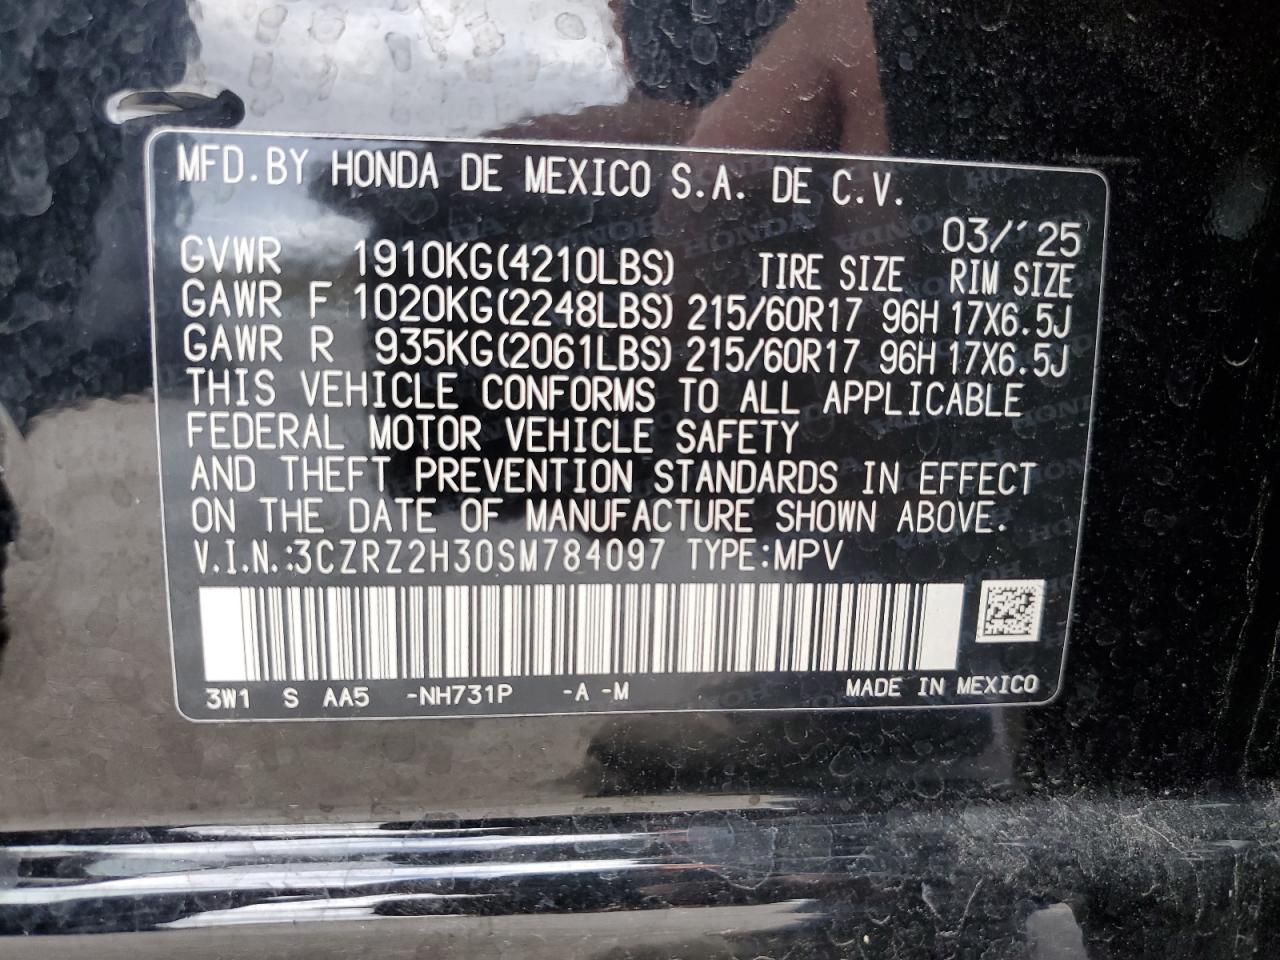 MFD.BY HONDA DE MEXICO S.A. DE C.V.
03/'25
GVWR 1910KG(4210LBS) TIRE SIZE RIM SIZE
GAWR F 1020KG(2248LBS) 215/60R17 96H 17X6.5J
GAWR R 935KG(2061LBS) 215/60R17 96H 17X6.5J
THIS VEHICLE CONFORMS TO ALL APPLICABLE
FEDERAL MOTOR VEHICLE SAFETY
AND THEFT PREVENTION STANDARDS IN EFFECT
ON THE DATE OF MANUFACTURE SHOWN ABOVE.
V.I.N.:3CZRZ2H30SM784097 TYPE:MPV
3W1 S AA5 -NH731P -A -M MADE IN MEXICO